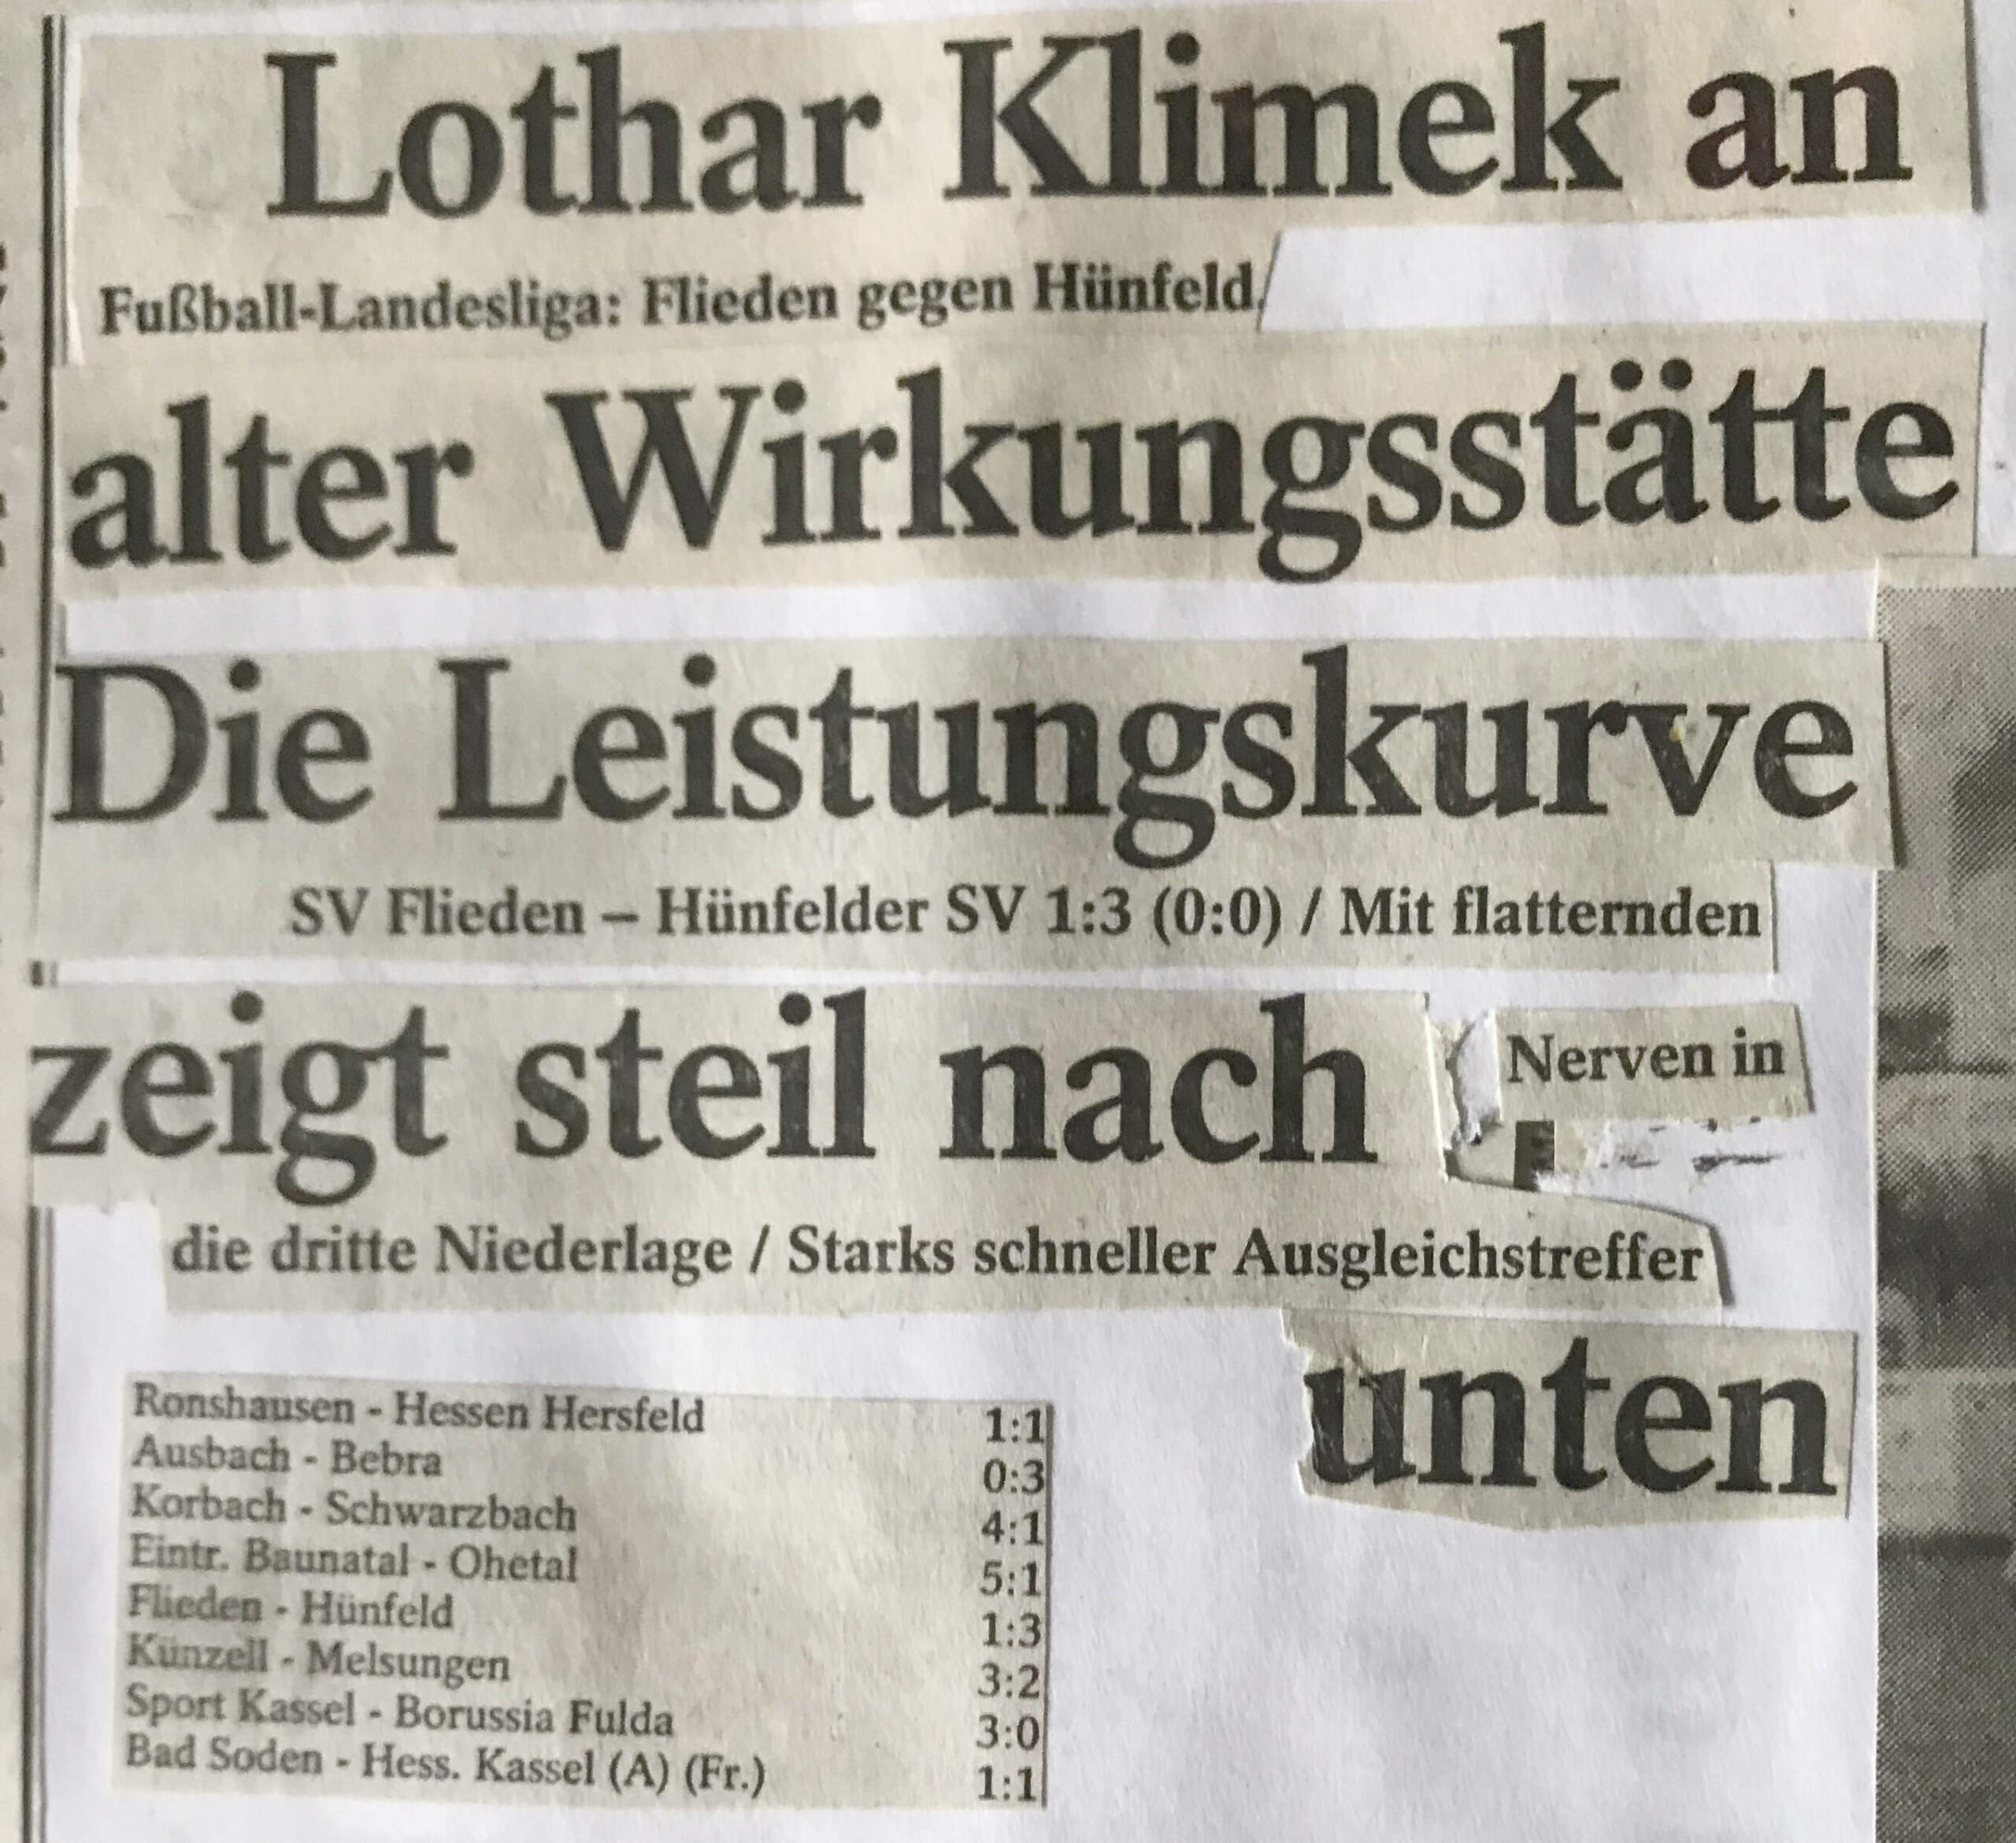 Lothar Klimek an
Fußball-Landesliga: Flieden gegen Hünfeld
alter Wirkungsstätte
Die Leistungskurve
SV Flieden – Hünfelder SV 1:3 (0:0) / Mit flatternden
zeigt steil nach
Nerven in
die dritte Niederlage / Starks schneller Ausgleichstreffer
unten
Ronshausen - Hessen Hersfeld 1:1
Ausbach - Bebra 0:3
Korbach - Schwarzbach 4:1
Eintr. Baunatal - Ohetal 5:1
Flieden - Hünfeld 1:3
Künzell - Melsungen 3:2
Sport Kassel - Borussia Fulda 3:0
Bad Soden - Hess. Kassel (A) (Fr.) 1:1